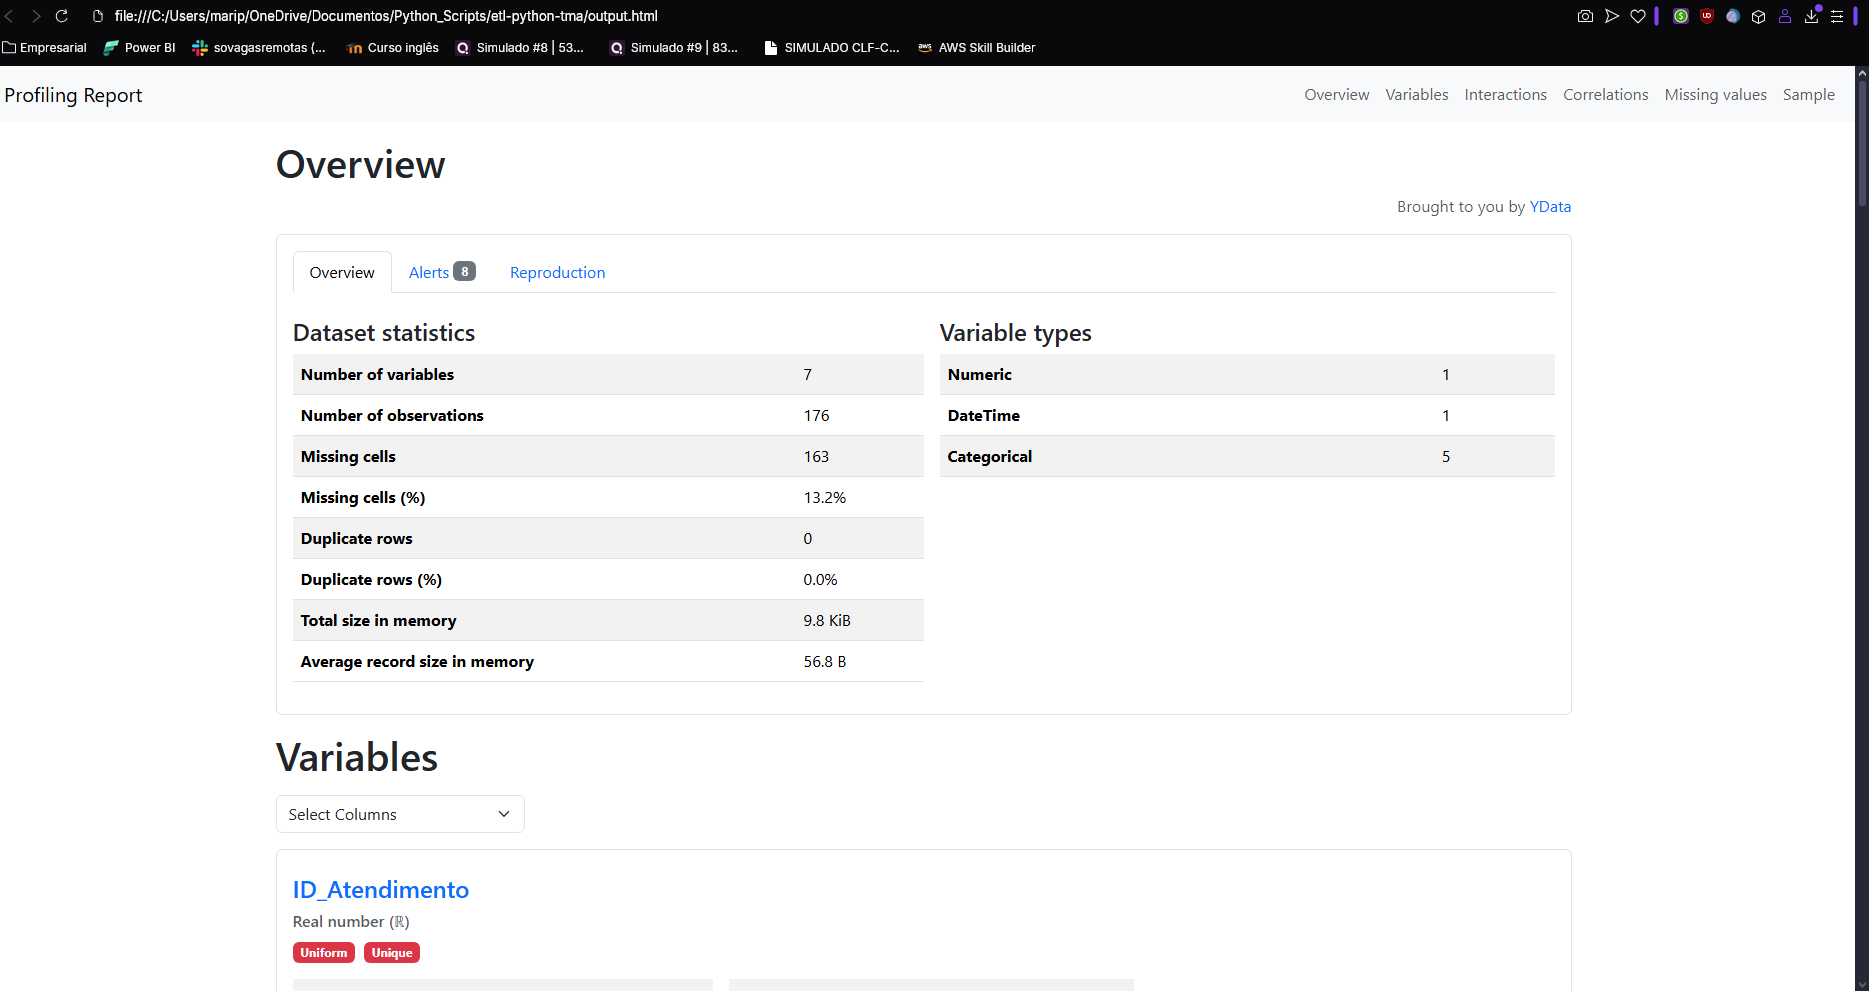 file:///C:/Users/marip/OneDrive/Documentos/Python_Scripts/etl-python-tma/output.html
Empresarial Power BI sovagasremotas (... Curso inglês Simulado #8 | 53... Simulado #9 | 83... SIMULADO CLF-C... aws AWS Skill Builder
Profiling Report Overview Variables Interactions Correlations Missing values Sample
Overview
Brought to you by YData
Overview Alerts 8 Reproduction
Dataset statistics
Number of variables 7
Number of observations 176
Missing cells 163
Missing cells (%) 13.2%
Duplicate rows 0
Duplicate rows (%) 0.0%
Total size in memory 9.8 KiB
Average record size in memory 56.8 B
Variable types
Numeric 1
DateTime 1
Categorical 5
Variables
Select Columns
ID_Atendimento
Real number (ℝ)
Uniform Unique